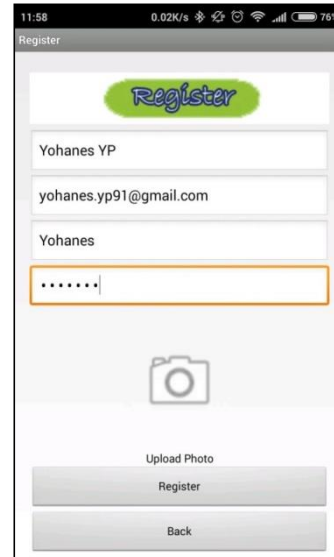 11:58 0.02K/s 76%
Register
Register
Yohanes YP
yohanes.yp91@gmail.com
Yohanes
•••••••
Upload Photo
Register
Back